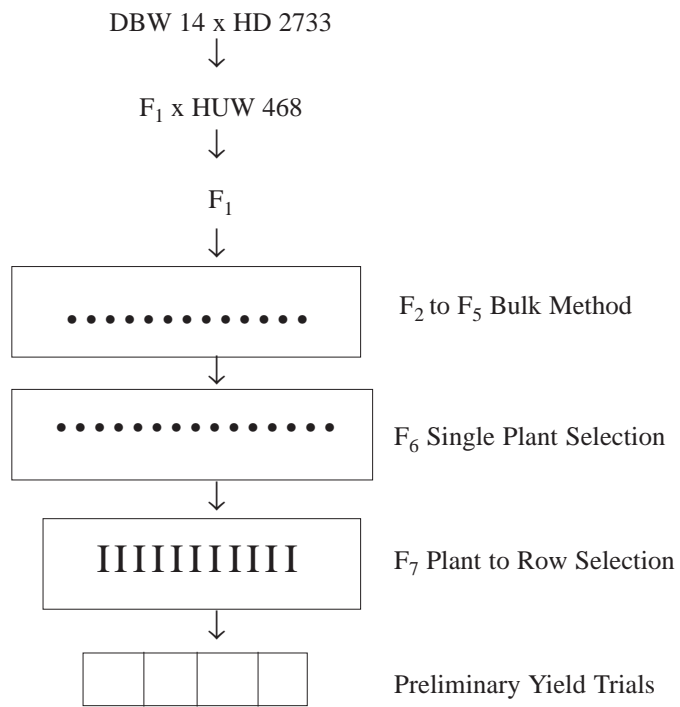 DBW 14 x HD 2733
F₁ x HUW 468
F₁
F₂ to F₅ Bulk Method
F₆ Single Plant Selection
IIIIIIIIIII
F₇ Plant to Row Selection
Preliminary Yield Trials